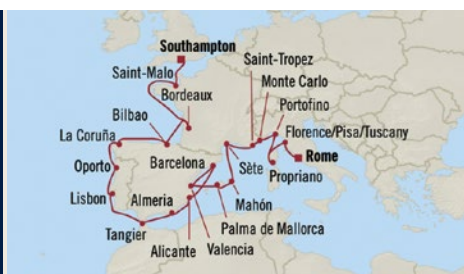 Southampton
Saint-Malo
Saint-Tropez
Monte Carlo
Bordeaux
Portofino
Bilbao
Florence/Pisa/Tuscany
La Coruña
Barcelona
Rome
Oporto
Sète
Propriano
Lisbon
Almeria
Mahón
Palma de Mallorca
Tangier
Alicante
Valencia